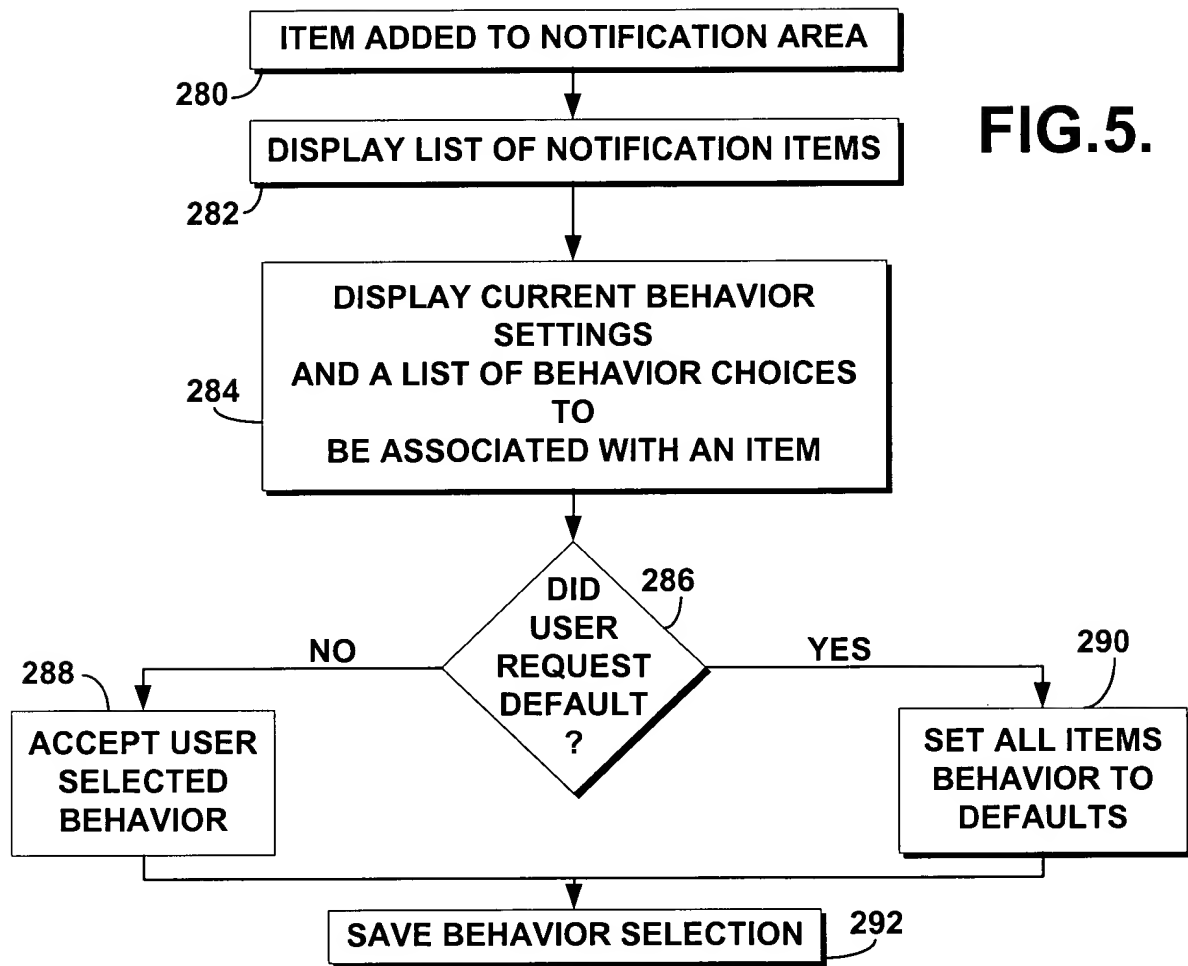 ITEM ADDED TO NOTIFICATION AREA
280
FIG.5.
DISPLAY LIST OF NOTIFICATION ITEMS
282
DISPLAY CURRENT BEHAVIOR
SETTINGS
AND A LIST OF BEHAVIOR CHOICES
TO
BE ASSOCIATED WITH AN ITEM
284
DID
USER
REQUEST
DEFAULT
?
286
NO
YES
288
ACCEPT USER
SELECTED
BEHAVIOR
290
SET ALL ITEMS
BEHAVIOR TO
DEFAULTS
SAVE BEHAVIOR SELECTION
292